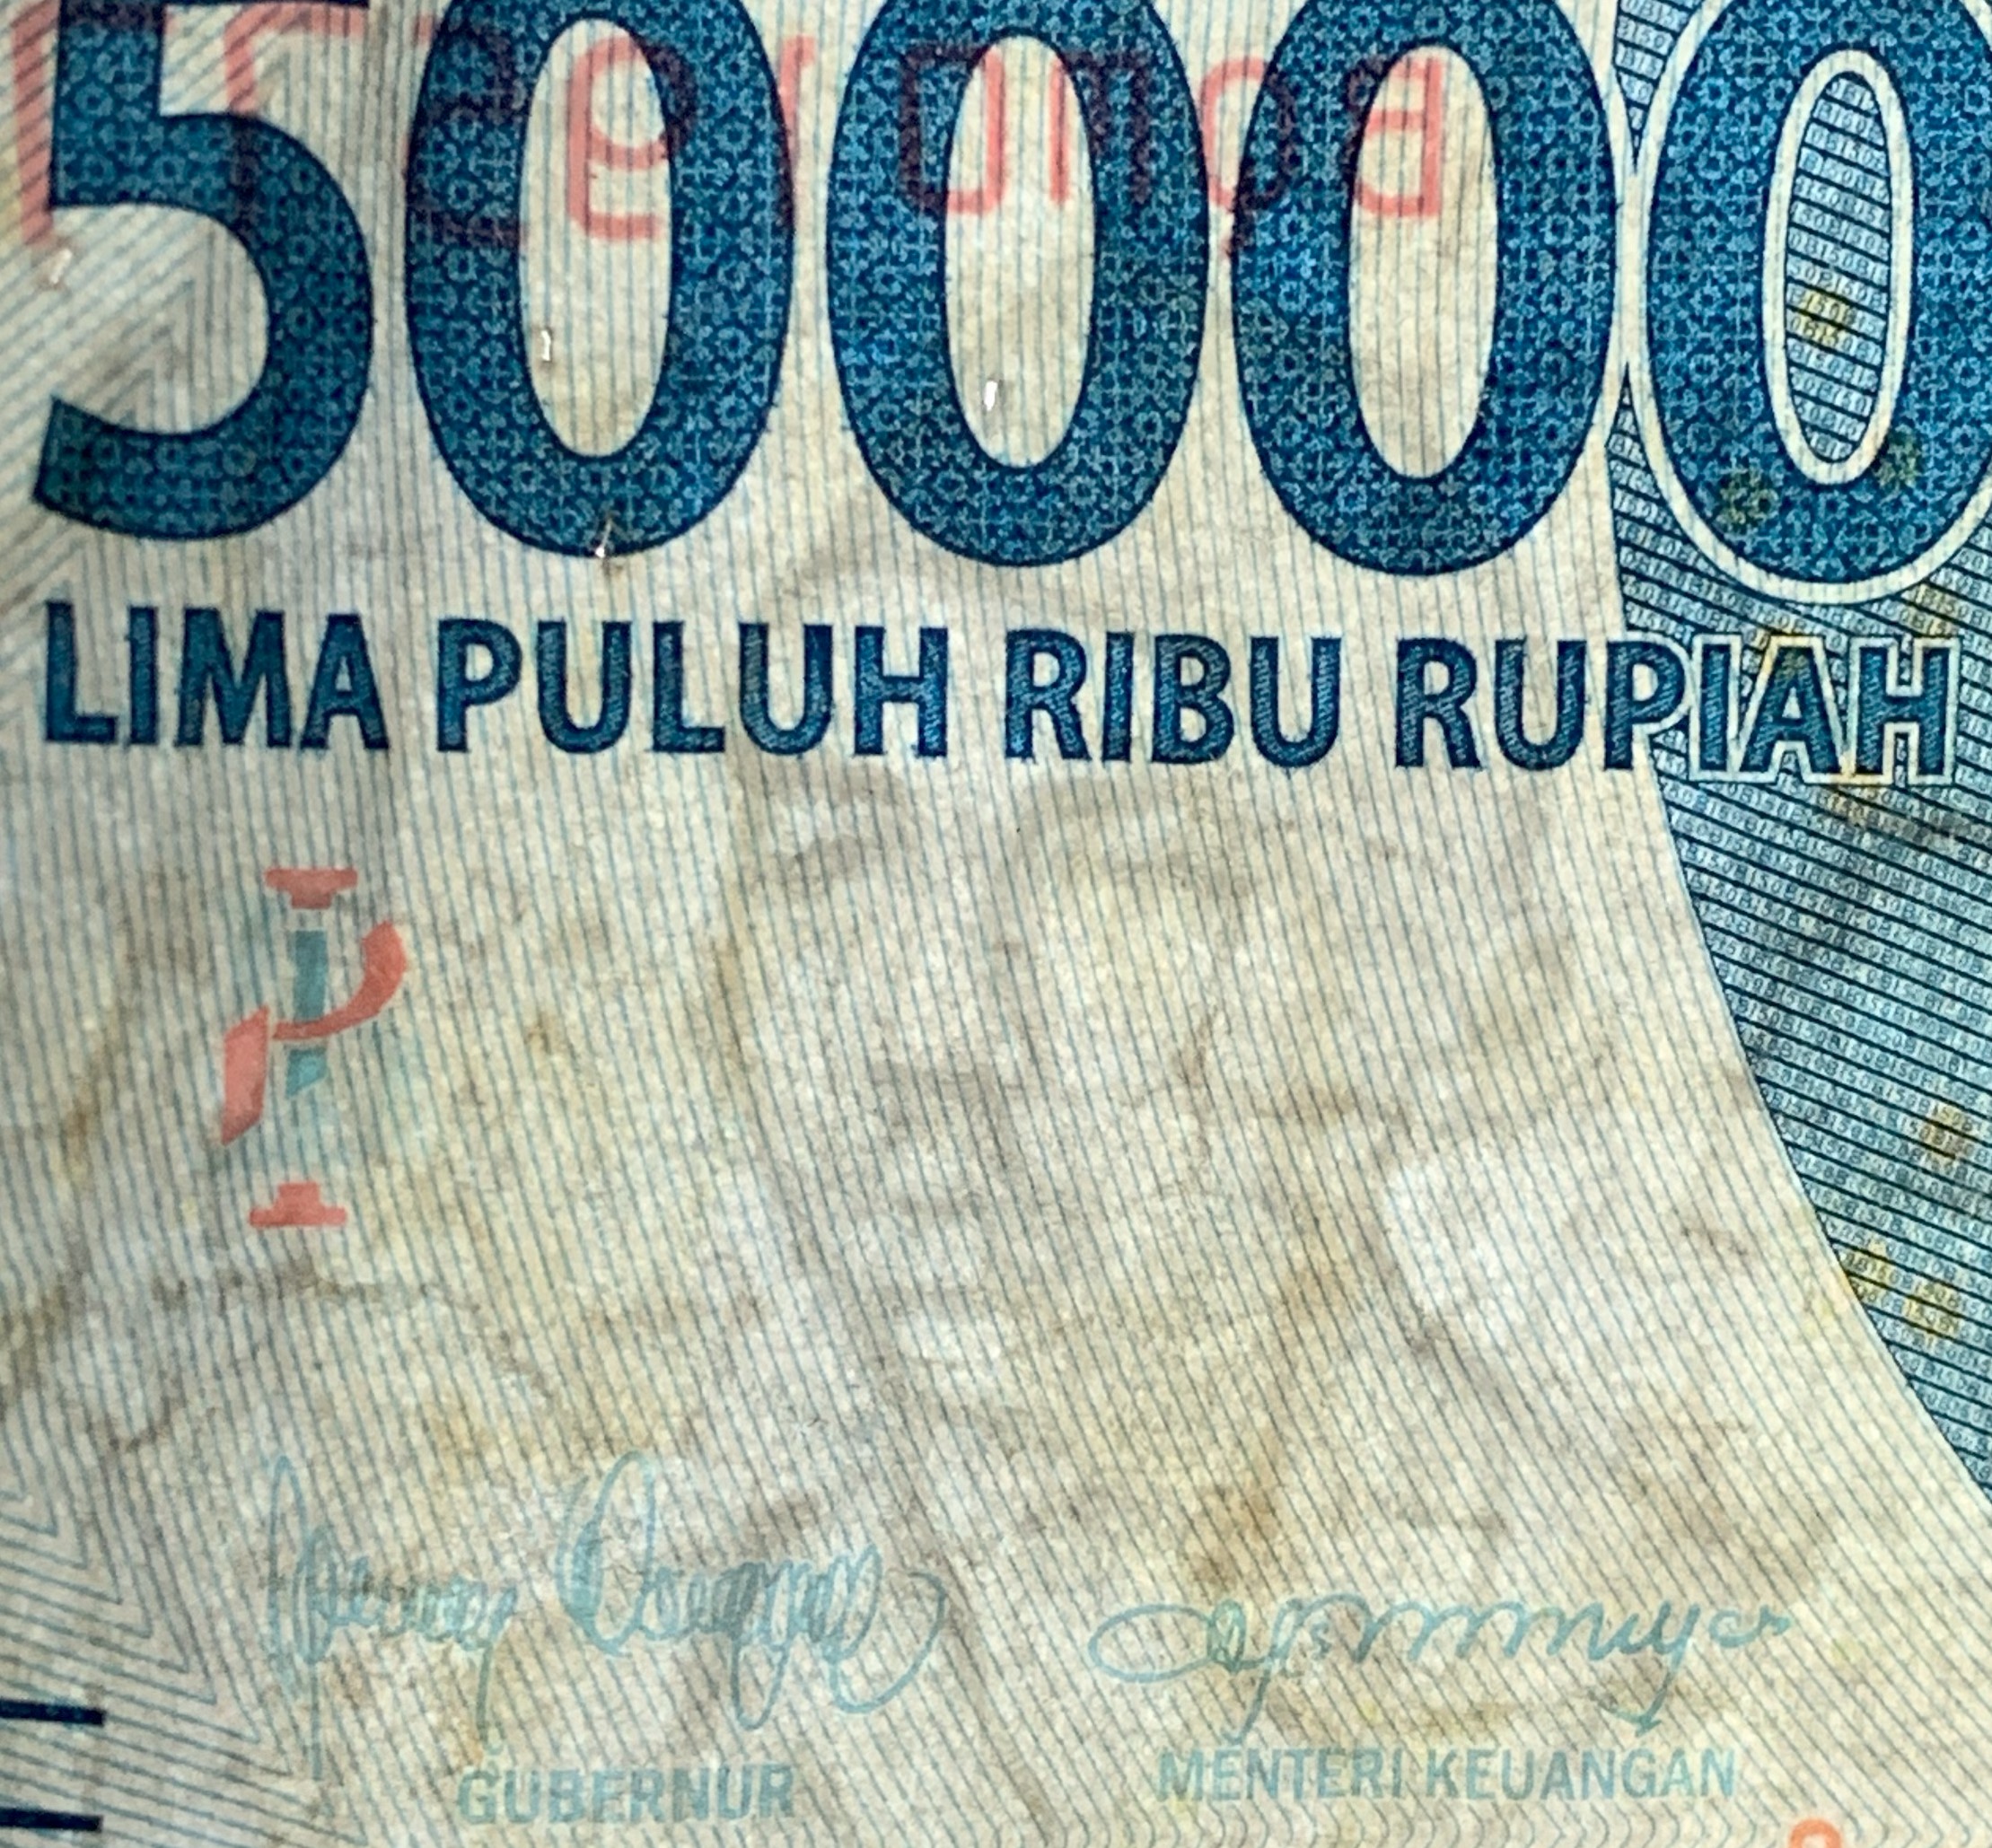 50000
LIMA PULUH RIBU RUPIAH
GUBERNUR
MENTERI KEUANGAN